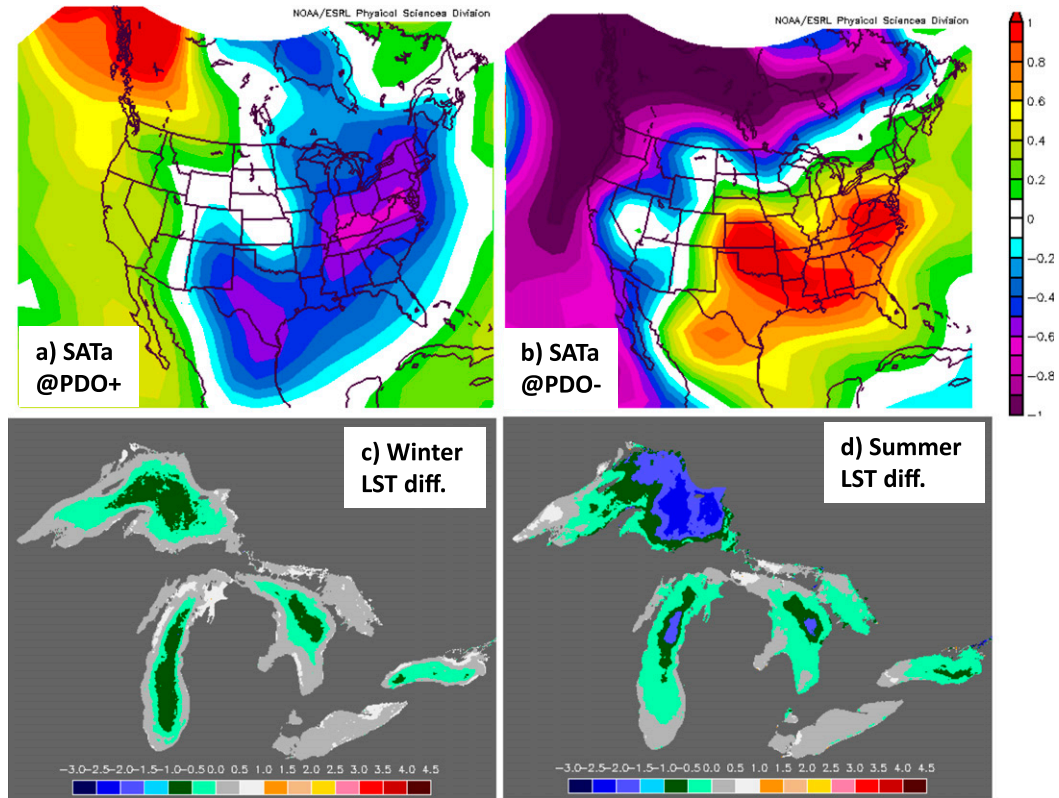 NOAA/ESRL Physical Sciences Division
NOAA/ESRL Physical Sciences Division
a) SATa
@PDO+
b) SATa
@PDO-
1
0.8
0.6
0.4
0.2
0
-0.2
-0.4
-0.6
-0.8
-1
c) Winter
LST diff.
d) Summer
LST diff.
-3.0-2.5-2.0-1.5-1.0-0.5 0.0 0.5 1.0 1.5 2.0 2.5 3.0 3.5 4.5
-3.0-2.5-2.0-1.5-1.0-0.5 0.0 0.5 1.0 1.5 2.0 2.5 3.0 3.5 4.5